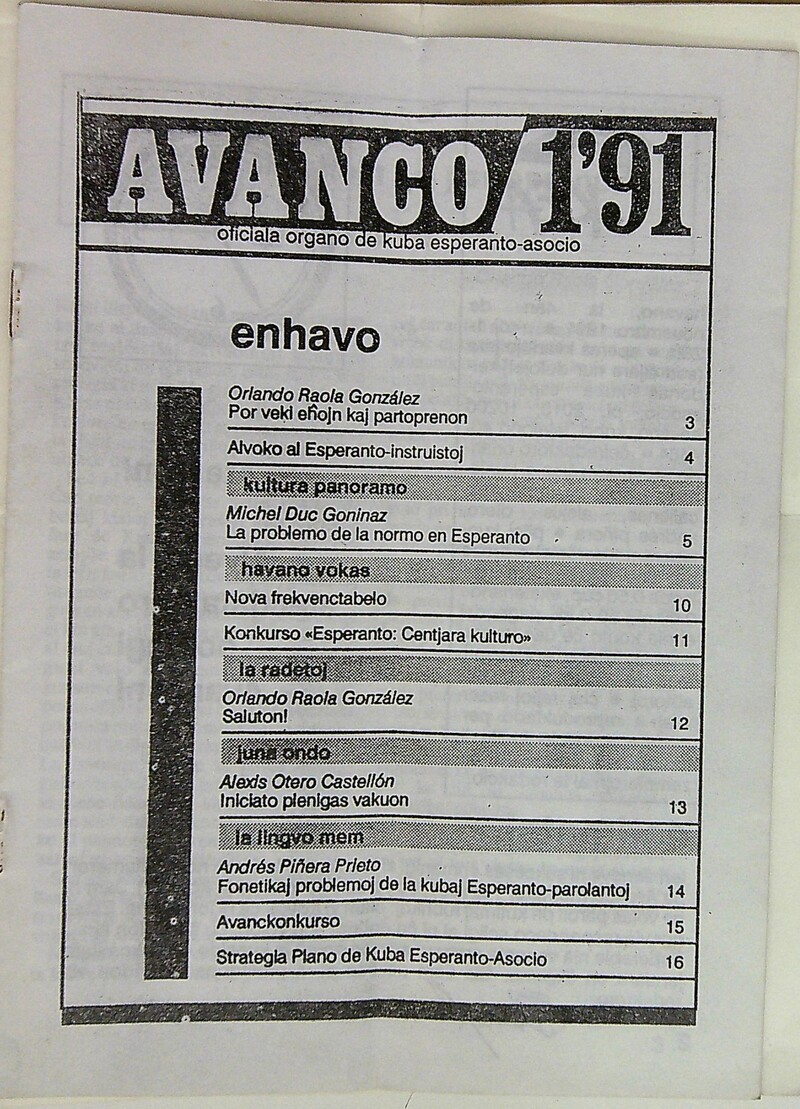 AVANCO/1'91
oficiala organo de kuba esperanto-asocio
enhavo
Orlando Raola González
Por veki eĥojn kaj partoprenon 3
Alvoko al Esperanto-instruistoj 4
kultura panoramo
Michel Duc Goninaz
La problemo de la normo en Esperanto 5
havano vokas
Nova frekvenctabelo 10
Konkurso «Esperanto: Centjara kulturo» 11
la radetoj
Orlando Raola González
Saluton! 12
juna ondo
Alexis Otero Castellón
Iniciato plenigas vakuon 13
la lingvo mem
Andrés Piñera Prieto
Fonetikaj problemoj de la kubaj Esperanto-parolantoj 14
Avanckonkurso 15
Strategia Plano de Kuba Esperanto-Asocio 16